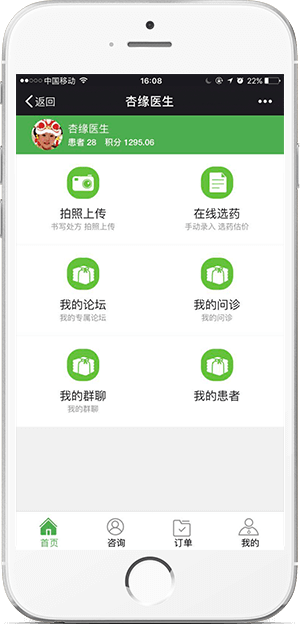 中国移动 16:08 22%
返回 杏缘医生 •••
杏缘医生
患者 28 积分 1295.06
拍照上传 在线选药
书写处方 拍照上传 手动录入 选药估价
我的论坛 我的问诊
我的专属论坛 我的问诊
我的群聊 我的患者
我的群聊
首页 咨询 订单 我的